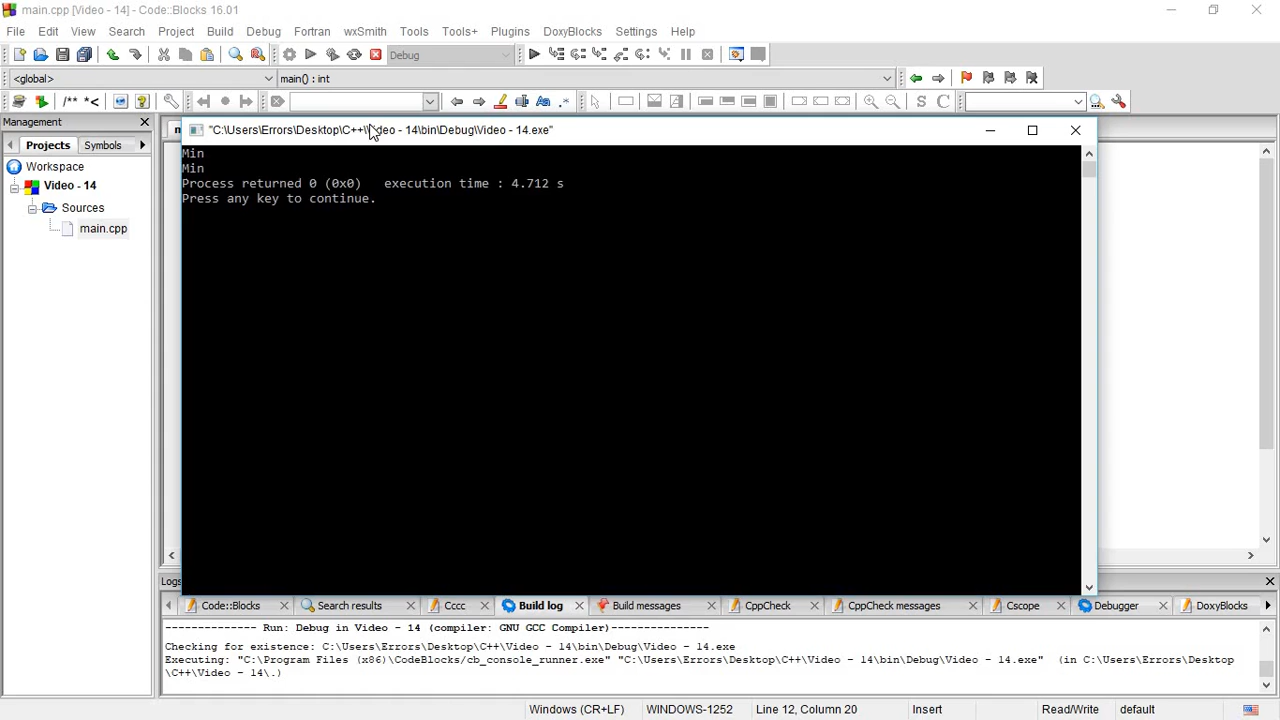 main.cpp [Video - 14] - Code::Blocks 16.01
File Edit View Search Project Build Debug Fortran wxSmith Tools Tools+ Plugins DoxyBlocks Settings Help
Debug
<global> main() : int
/** *< Aa .* S C
Management
Projects Symbols
Workspace
Video - 14
Sources
main.cpp
"C:\Users\Errors\Desktop\C++\Video - 14\bin\Debug\Video - 14.exe"
Min
Min
Process returned 0 (0x0) execution time : 4.712 s
Press any key to continue.
Logs
Code::Blocks Search results Cccc Build log Build messages CppCheck CppCheck messages Cscope Debugger DoxyBlocks
-------------- Run: Debug in Video - 14 (compiler: GNU GCC Compiler)---------------
Checking for existence: C:\Users\Errors\Desktop\C++\Video - 14\bin\Debug\Video - 14.exe
Executing: "C:\Program Files (x86)\CodeBlocks/cb_console_runner.exe" "C:\Users\Errors\Desktop\C++\Video - 14\bin\Debug\Video - 14.exe" (in C:\Users\Errors\Desktop
\C++\Video - 14\.)
Windows (CR+LF) WINDOWS-1252 Line 12, Column 20 Insert Read/Write default